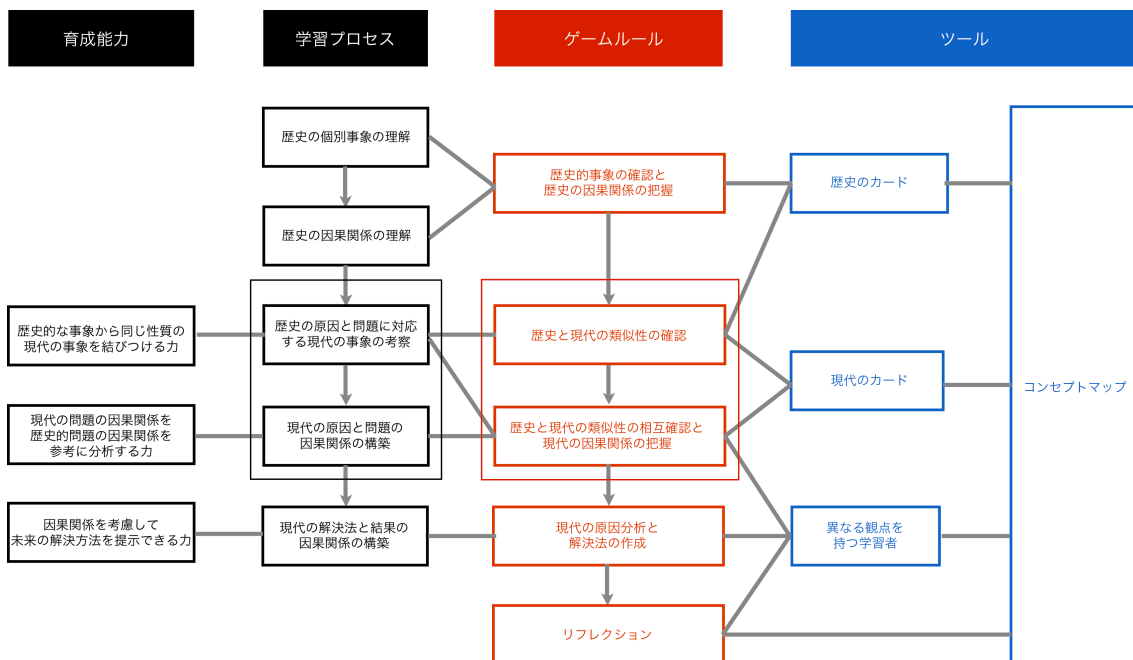 育成能力
学習プロセス
ゲームルール
ツール
歴史の個別事象の理解
歴史的事象の確認と
歴史の因果関係の把握
歴史のカード
歴史の因果関係の理解
歴史的な事象から同じ性質の
現代の事象を結びつける力
歴史の原因と問題に対応
する現代の事象の考察
歴史と現代の類似性の確認
現代のカード
コンセプトマップ
現代の問題の因果関係を
歴史的問題の因果関係を
参考に分析する力
現代の原因と問題の
因果関係の構築
歴史と現代の類似性の相互確認と
現代の因果関係の把握
因果関係を考慮して
未来の解決方法を提示できる力
現代の解決法と結果の
因果関係の構築
現代の原因分析と
解決法の作成
異なる観点を
持つ学習者
リフレクション